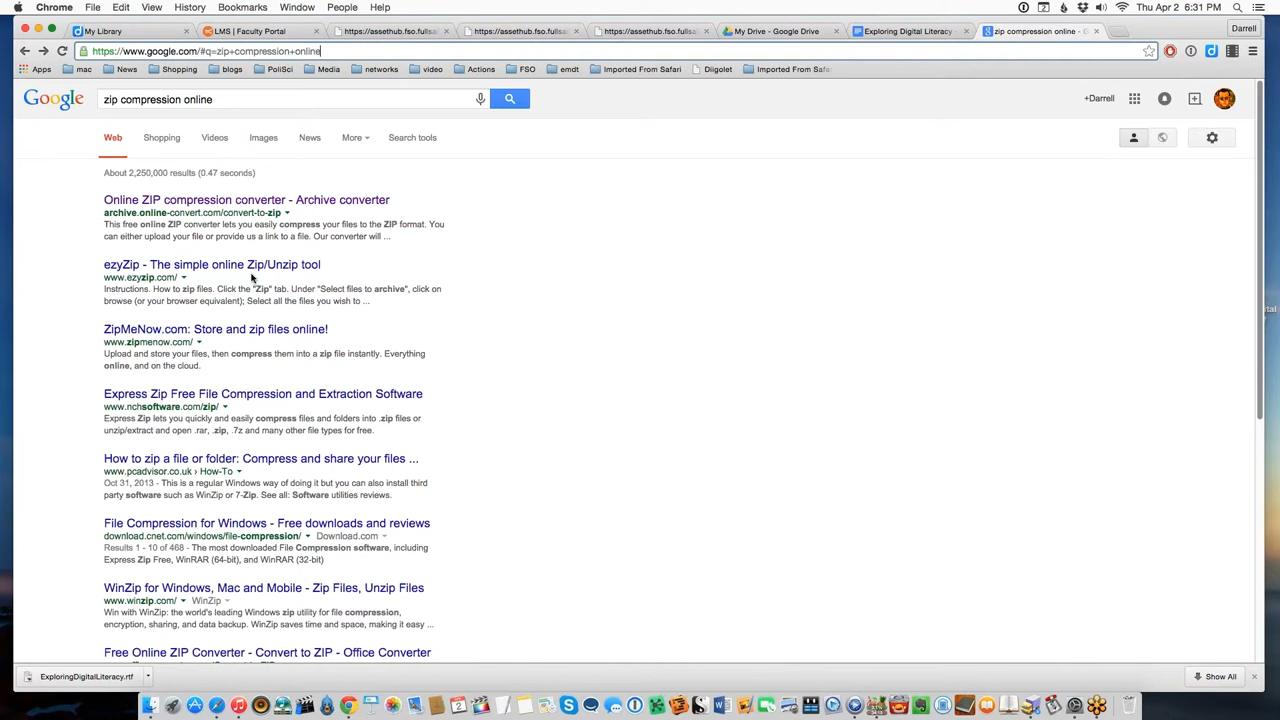 Chrome File Edit View History Bookmarks Window People Help Thu Apr 2 6:31 PM
My Library LMS | Faculty Portal https://assethub.fso.fullsa https://assethub.fso.fullsa https://assethub.fso.fullsa My Drive - Google Drive Exploring Digital Literacy zip compression online - G Darrell
https://www.google.com/#q=zip+compression+online
Apps mac News Shopping blogs PoliSci Media networks video Actions FSO emdt Imported From Safari Diigolet Imported From Safa
Google zip compression online +Darrell
Web Shopping Videos Images News More Search tools
About 2,250,000 results (0.47 seconds)
Online ZIP compression converter - Archive converter
archive.online-convert.com/convert-to-zip
This free online ZIP converter lets you easily compress your files to the ZIP format. You
can either upload your file or provide us a link to a file. Our converter will ...
ezyZip - The simple online Zip/Unzip tool
www.ezyzip.com/
Instructions. How to zip files. Click the "Zip" tab. Under "Select files to archive", click on
browse (or your browser equivalent); Select all the files you wish to ...
ZipMeNow.com: Store and zip files online!
www.zipmenow.com/
Upload and store your files, then compress them into a zip file instantly. Everything
online, and on the cloud.
Express Zip Free File Compression and Extraction Software
www.nchsoftware.com/zip/
Express Zip lets you quickly and easily compress files and folders into .zip files or
unzip/extract and open .rar, .zip, .7z and many other file types for free.
How to zip a file or folder: Compress and share your files ...
www.pcadvisor.co.uk › How-To
Oct 31, 2013 - This is a regular Windows way of doing it but you can also install third
party software such as WinZip or 7-Zip. See all: Software utilities reviews.
File Compression for Windows - Free downloads and reviews
download.cnet.com/windows/file-compression/ Download.com
Results 1 - 10 of 468 - The most downloaded File Compression software, including
Express Zip Free, WinRAR (64-bit), and WinRAR (32-bit)
WinZip for Windows, Mac and Mobile - Zip Files, Unzip Files
www.winzip.com/ WinZip
Win with WinZip: the world's leading Windows zip utility for file compression,
encryption, sharing, and data backup. WinZip saves time and space, making it easy ...
Free Online ZIP Converter - Convert to ZIP - Office Converter
ExploringDigitalLiteracy.rtf Show All